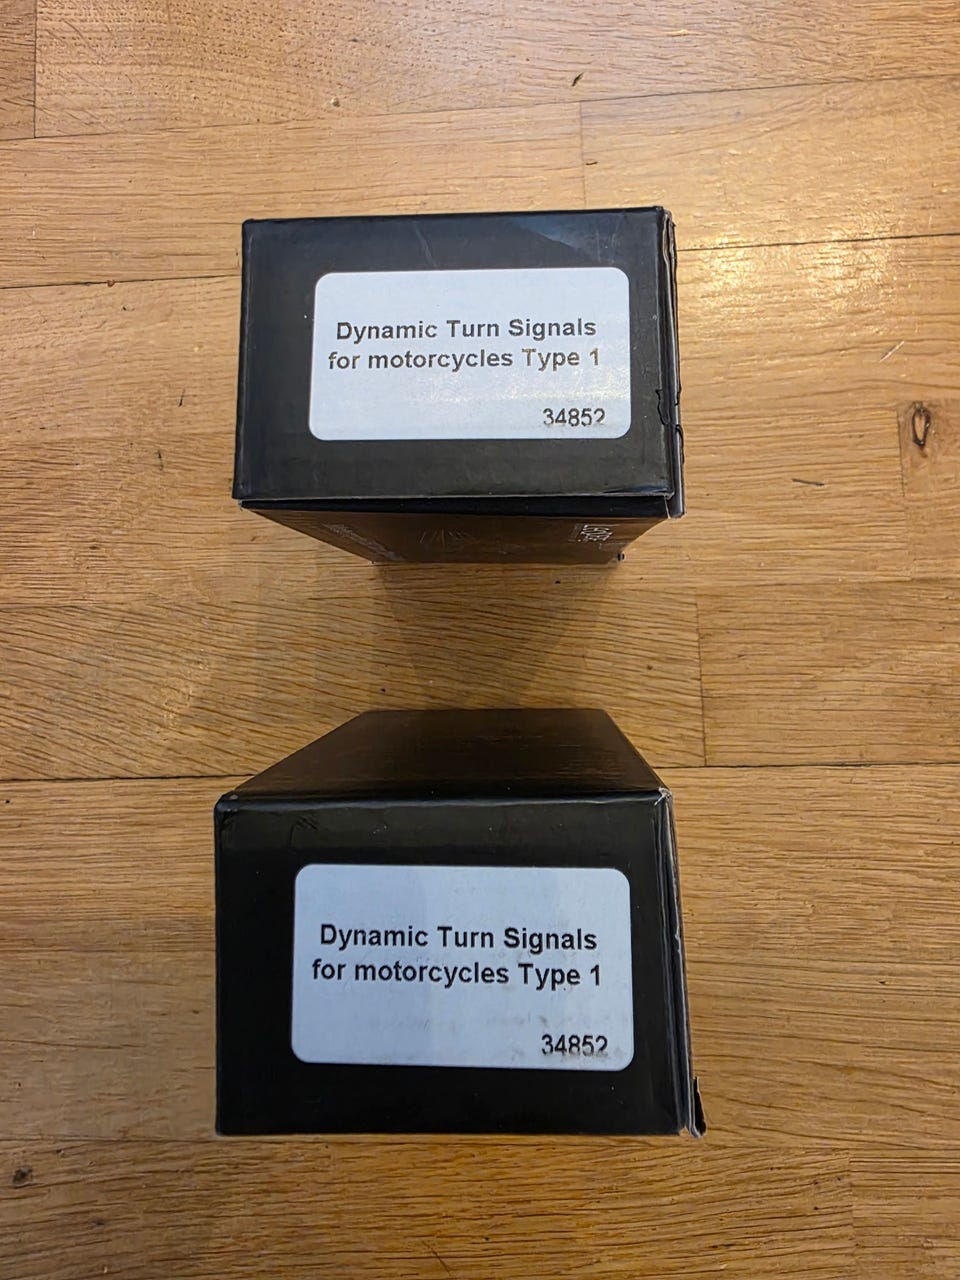 Dynamic Turn Signals
for motorcycles Type 1
34852
Dynamic Turn Signals
for motorcycles Type 1
34852